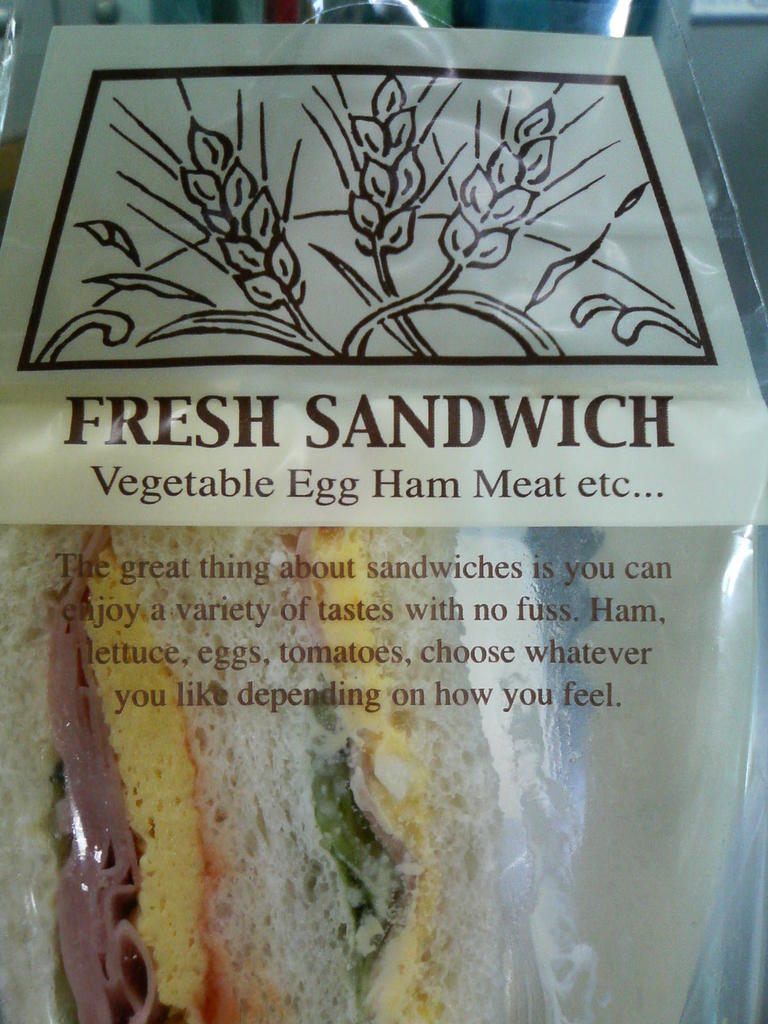 FRESH SANDWICH
Vegetable Egg Ham Meat etc...
The great thing about sandwiches is you can
enjoy a variety of tastes with no fuss. Ham,
lettuce, eggs, tomatoes, choose whatever
you like depending on how you feel.